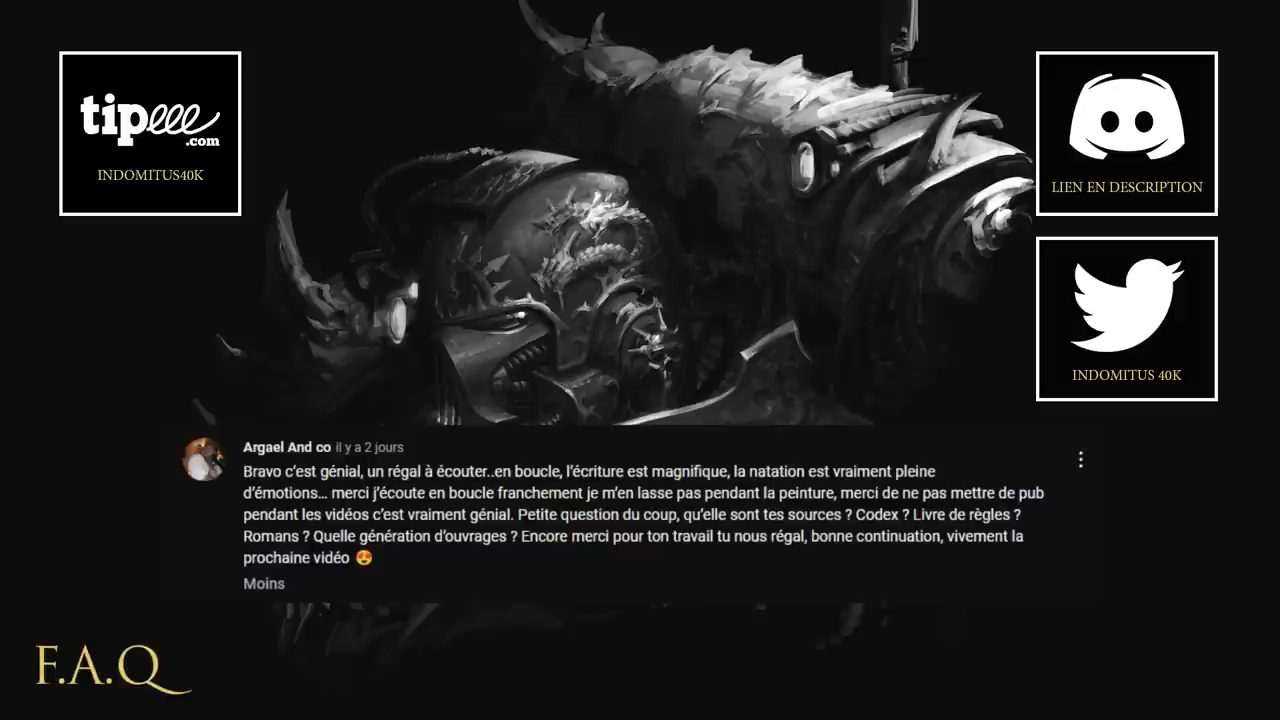 tipeee
.com
INDOMITUS40K
LIEN EN DESCRIPTION
INDOMITUS 40K
Argael And co il y a 2 jours
Bravo c'est génial, un régal à écouter..en boucle, l'écriture est magnifique, la natation est vraiment pleine
d'émotions... merci j'écoute en boucle franchement je m'en lasse pas pendant la peinture, merci de ne pas mettre de pub
pendant les vidéos c'est vraiment génial. Petite question du coup, qu'elle sont tes sources ? Codex ? Livre de règles ?
Romans ? Quelle génération d'ouvrages ? Encore merci pour ton travail tu nous régal, bonne continuation, vivement la
prochaine vidéo 😍
Moins
F.A.Q